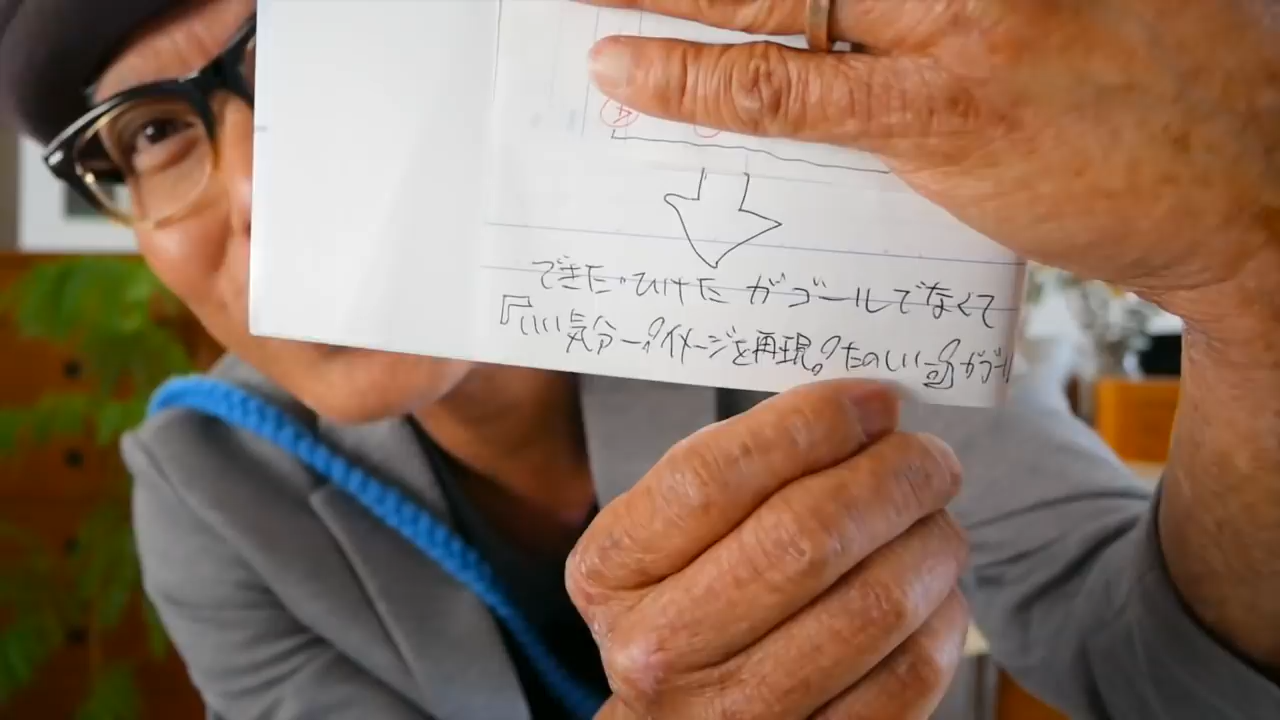 できた・ひけた がゴールでなくて
『いい気分 イメージを再現 たのしい がゴール